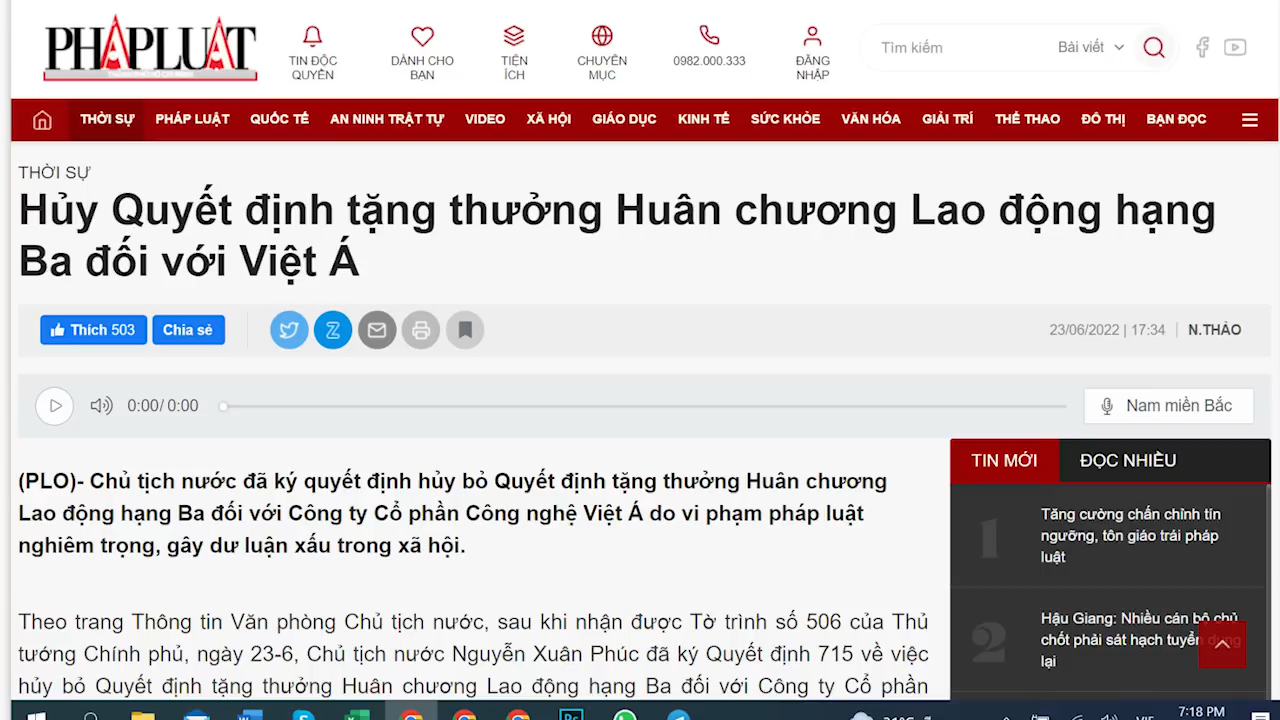 PHÁPLUẬT
TIN ĐỘC
QUYỀN
DÀNH CHO
BẠN
TIỆN
ÍCH
CHUYÊN
MỤC
0982.000.333
ĐĂNG
NHẬP
Tìm kiếm
Bài viết
THỜI SỰ PHÁP LUẬT QUỐC TẾ AN NINH TRẬT TỰ VIDEO XÃ HỘI GIÁO DỤC KINH TẾ SỨC KHỎE VĂN HÓA GIẢI TRÍ THỂ THAO ĐÔ THỊ BẠN ĐỌC
THỜI SỰ
Hủy Quyết định tặng thưởng Huân chương Lao động hạng
Ba đối với Việt Á
Thích 503 Chia sẻ
23/06/2022 | 17:34 | N.THẢO
0:00/ 0:00
Nam miền Bắc
(PLO)- Chủ tịch nước đã ký quyết định hủy bỏ Quyết định tặng thưởng Huân chương
Lao động hạng Ba đối với Công ty Cổ phần Công nghệ Việt Á do vi phạm pháp luật
nghiêm trọng, gây dư luận xấu trong xã hội.
Theo trang Thông tin Văn phòng Chủ tịch nước, sau khi nhận được Tờ trình số 506 của Thủ
tướng Chính phủ, ngày 23-6, Chủ tịch nước Nguyễn Xuân Phúc đã ký Quyết định 715 về việc
hủy bỏ Quyết định tặng thưởng Huân chương Lao động hạng Ba đối với Công ty Cổ phần
TIN MỚI ĐỌC NHIỀU
1
Tăng cường chấn chỉnh tín
ngưỡng, tôn giáo trái pháp
luật
2
Hậu Giang: Nhiều cán bộ chủ
chốt phải sát hạch tuyển dụng
lại
7:18 PM